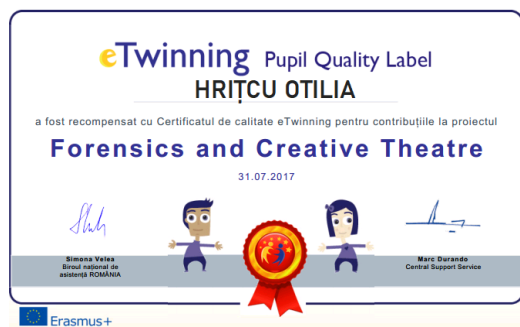 eTwinning Pupil Quality Label
HRIȚCU OTILIA
a fost recompensat cu Certificatul de calitate eTwinning pentru contribuțiile la proiectul
Forensics and Creative Theatre
31.07.2017
Simona Velea
Biroul național de
asistență ROMÂNIA
Marc Durando
Central Support Service
Erasmus+